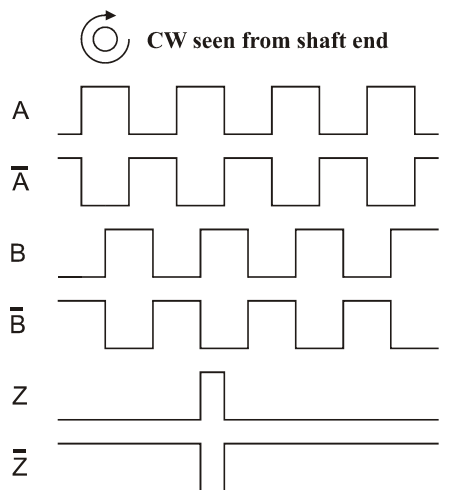 CW seen from shaft end
A
A̅
B
B̅
Z
Z̅